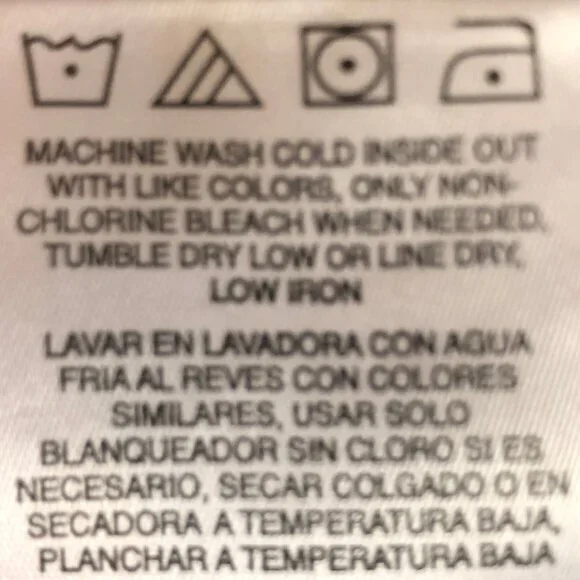 MACHINE WASH COLD INSIDE OUT
WITH LIKE COLORS, ONLY NON-
CHLORINE BLEACH WHEN NEEDED,
TUMBLE DRY LOW OR LINE DRY,
LOW IRON
LAVAR EN LAVADORA CON AGUA
FRIA AL REVES CON COLORES
SIMILARES, USAR SOLO
BLANQUEADOR SIN CLORO SI ES
NECESARIO, SECAR COLGADO O EN
SECADORA A TEMPERATURA BAJA,
PLANCHAR A TEMPERATURA BAJA